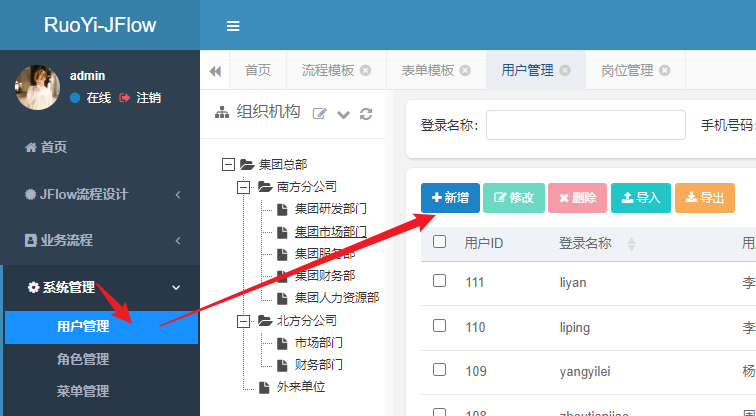 RuoYi-JFlow
admin
在线 注销
首页
JFlow流程设计
业务流程
系统管理
用户管理
角色管理
菜单管理
首页 流程模板 表单模板 用户管理 岗位管理
组织机构
集团总部
南方分公司
集团研发部门
集团市场部门
集团服务部
集团财务部
集团人力资源部
北方分公司
市场部门
财务部门
外来单位
登录名称： 手机号码
新增 修改 删除 导入 导出
用户ID 登录名称
111 liyan 李
110 liping 李
109 yangyilei 杨